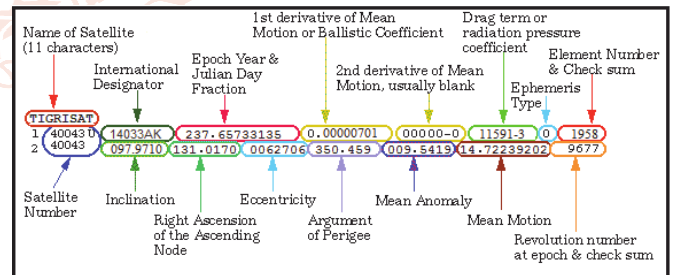 Name of Satellite
(11 characters)
International
Designator
Epoch Year &
Julian Day
Fraction
1st derivative of Mean
Motion or Ballistic Coefficient
2nd derivative of Mean
Motion, usually blank
Drag term or
radiation pressure
coefficient
Ephemeris
Type
Element Number
& Check sum
TIGRISAT
1 40043 U 14033AK 237.65733135 0.00000701 00000-0 11591-3 0 1958
2 40043 097.9710 131.0170 0062706 350.459 009.5419 14.72239202 9677
Satellite
Number
Inclination
Right Ascension
of the Ascending
Node
Eccentricity
Argument
of Perigee
Mean Anomaly
Mean Motion
Revolution number
at epoch & check sum